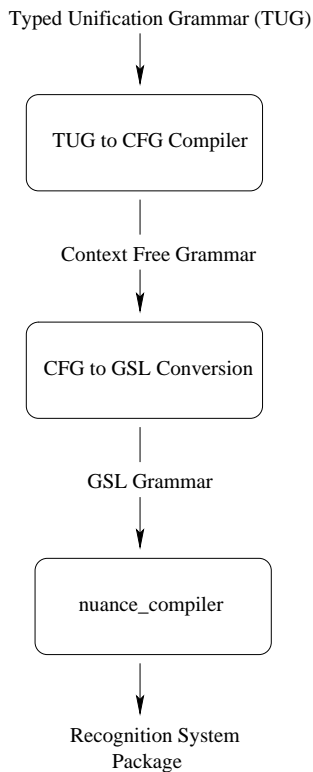 Typed Unification Grammar (TUG)
TUG to CFG Compiler
Context Free Grammar
CFG to GSL Conversion
GSL Grammar
nuance_compiler
Recognition System
Package